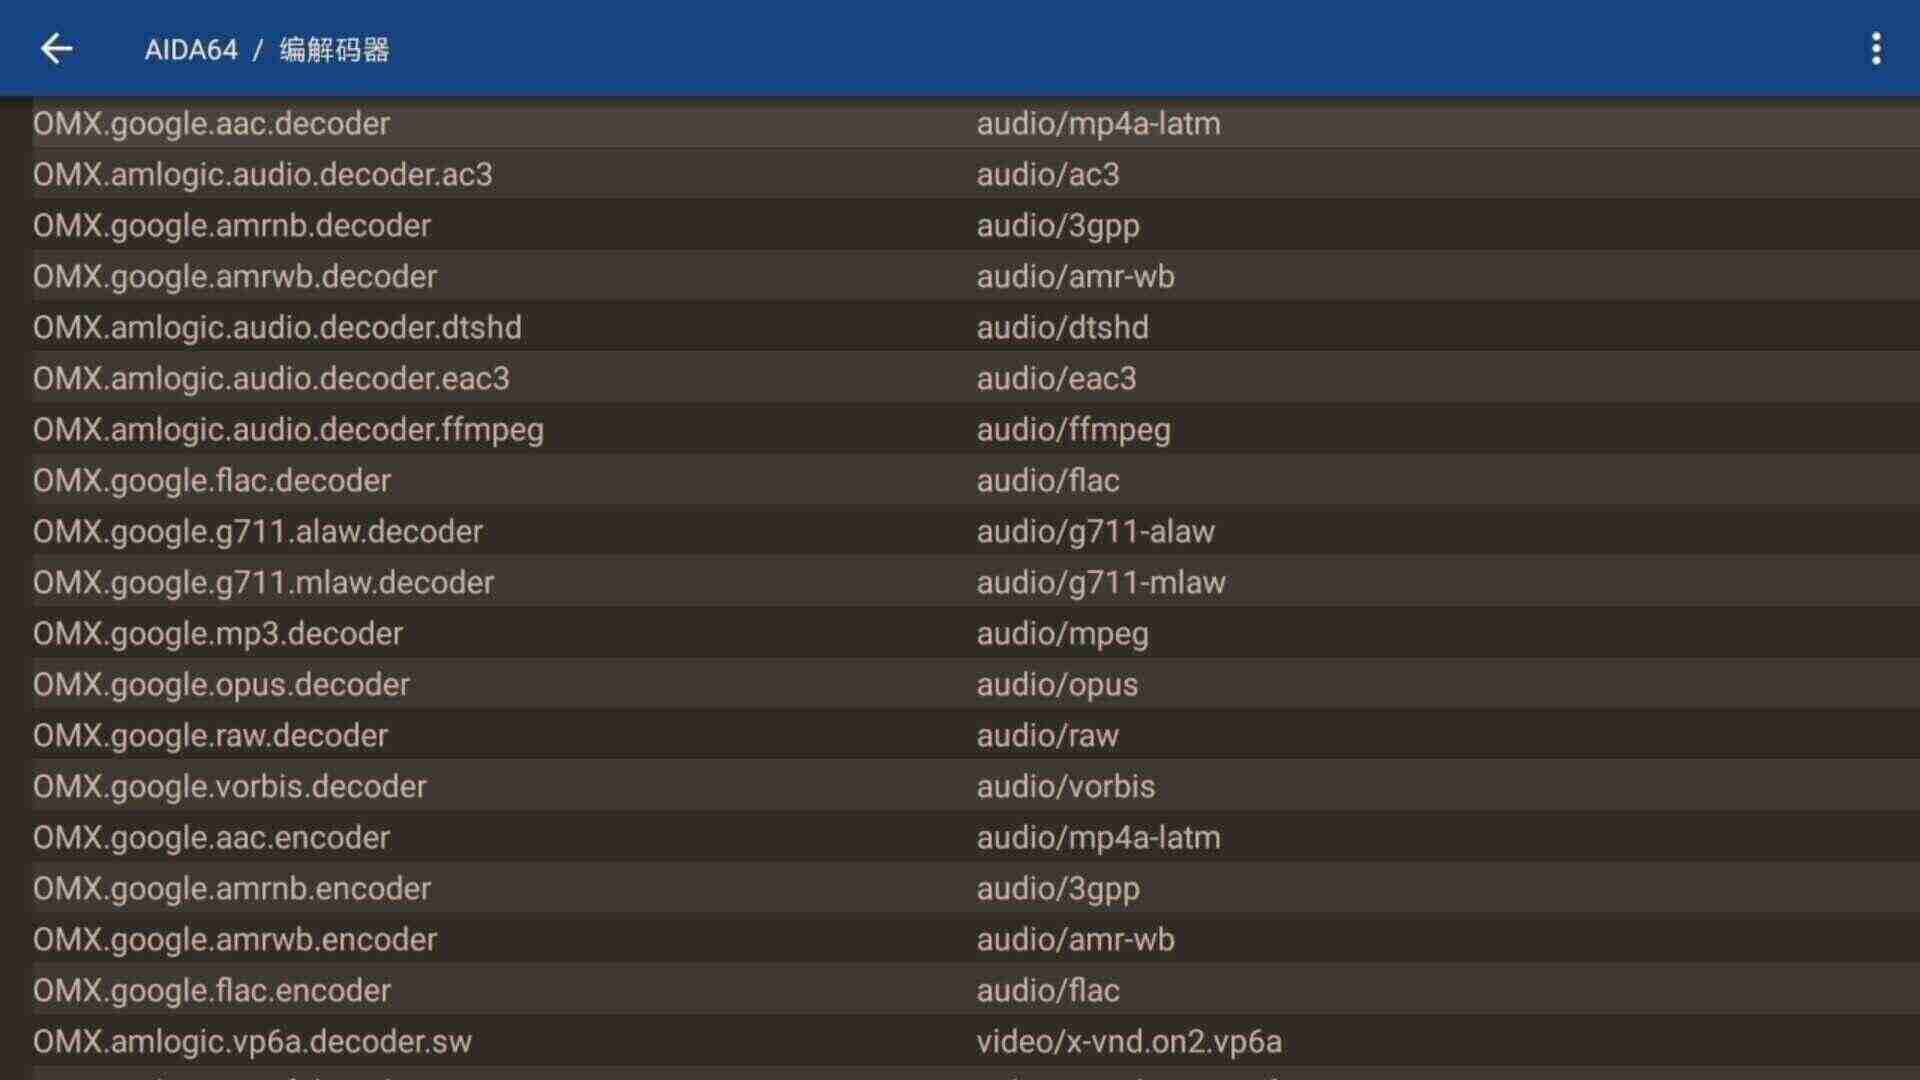 AIDA64 / 编解码器
OMX.google.aac.decoder audio/mp4a-latm
OMX.amlogic.audio.decoder.ac3 audio/ac3
OMX.google.amrnb.decoder audio/3gpp
OMX.google.amrwb.decoder audio/amr-wb
OMX.amlogic.audio.decoder.dtshd audio/dtshd
OMX.amlogic.audio.decoder.eac3 audio/eac3
OMX.amlogic.audio.decoder.ffmpeg audio/ffmpeg
OMX.google.flac.decoder audio/flac
OMX.google.g711.alaw.decoder audio/g711-alaw
OMX.google.g711.mlaw.decoder audio/g711-mlaw
OMX.google.mp3.decoder audio/mpeg
OMX.google.opus.decoder audio/opus
OMX.google.raw.decoder audio/raw
OMX.google.vorbis.decoder audio/vorbis
OMX.google.aac.encoder audio/mp4a-latm
OMX.google.amrnb.encoder audio/3gpp
OMX.google.amrwb.encoder audio/amr-wb
OMX.google.flac.encoder audio/flac
OMX.amlogic.vp6a.decoder.sw video/x-vnd.on2.vp6a